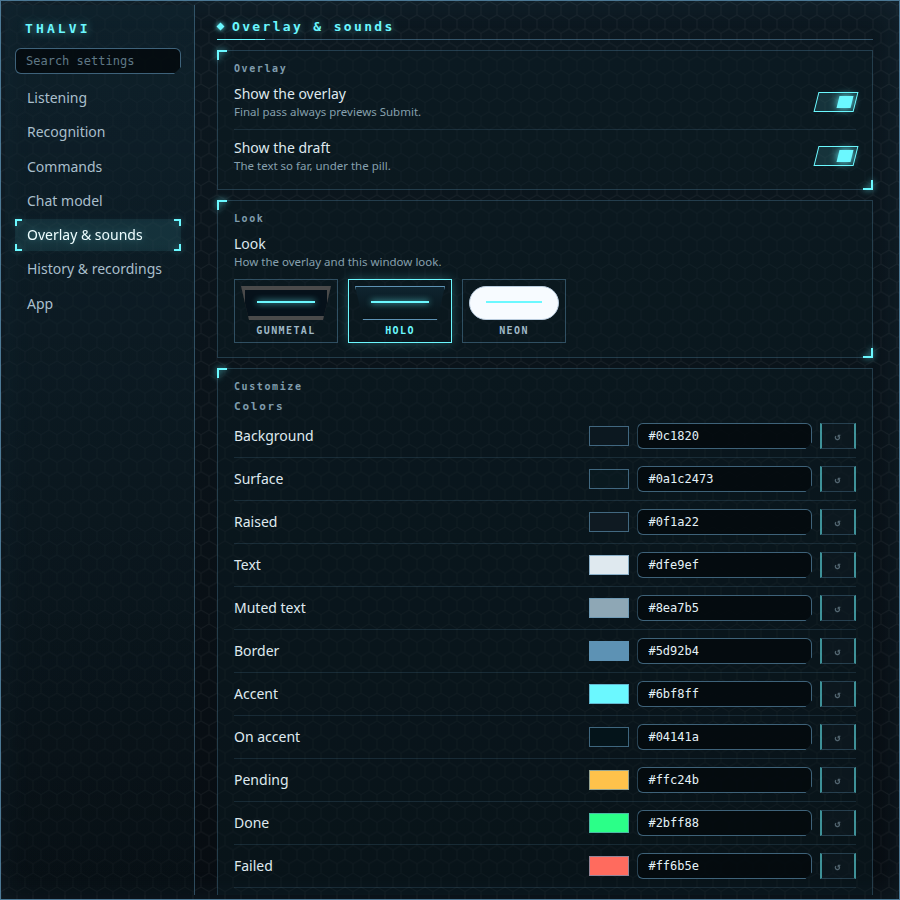 THALVI
Search settings
Listening
Recognition
Commands
Chat model
Overlay & sounds
History & recordings
App
Overlay & sounds
Overlay
Show the overlay
Final pass always previews Submit.
Show the draft
The text so far, under the pill.
Look
Look
How the overlay and this window look.
GUNMETAL
HOLO
NEON
Customize
Colors
Background #0c1820
Surface #0a1c2473
Raised #0f1a22
Text #dfe9ef
Muted text #8ea7b5
Border #5d92b4
Accent #6bf8ff
On accent #04141a
Pending #ffc24b
Done #2bff88
Failed #ff6b5e